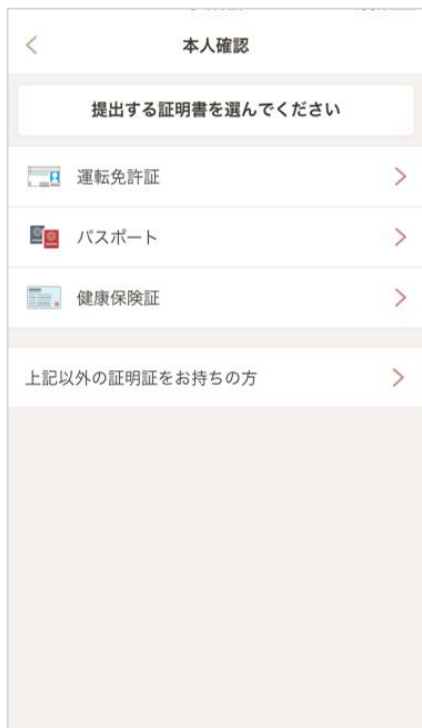 本人確認
提出する証明書を選んでください
運転免許証
パスポート
健康保険証
上記以外の証明証をお持ちの方